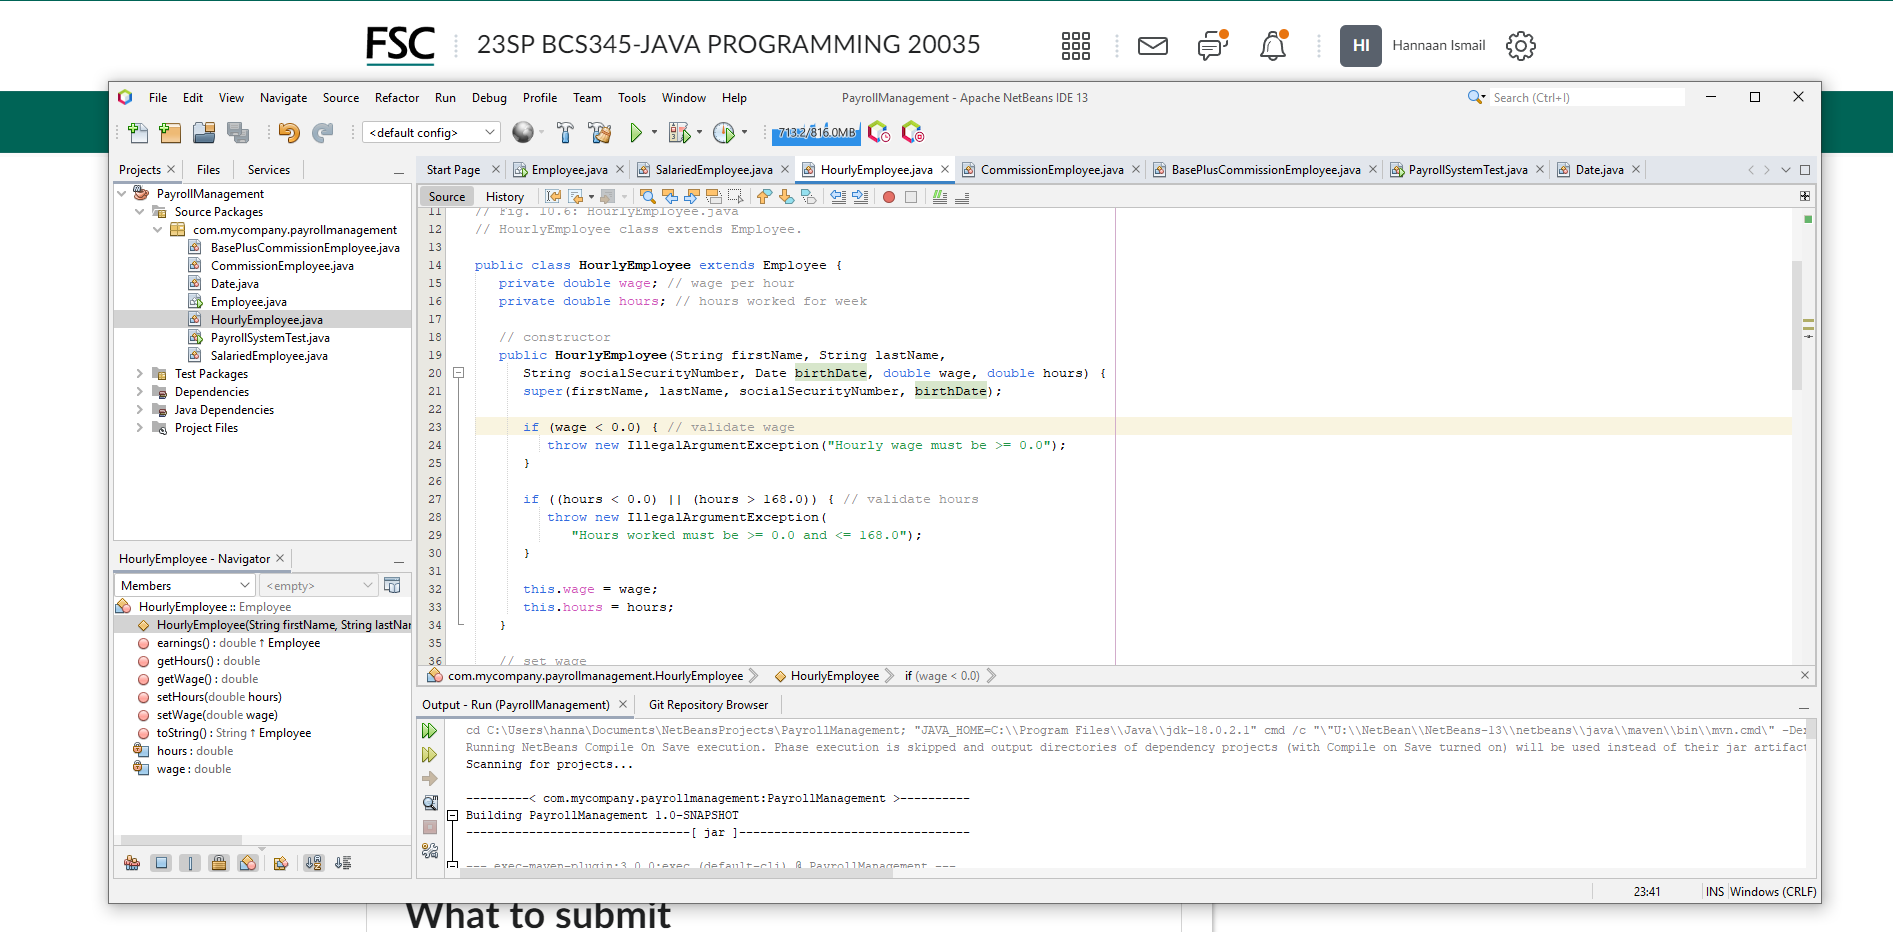 FSC 23SP BCS345-JAVA PROGRAMMING 20035 HI Hannaan Ismail
File Edit View Navigate Source Refactor Run Debug Profile Team Tools Window Help PayrollManagement - Apache NetBeans IDE 13 Search (Ctrl+I)
<default config> 713.2/816.0MB
Projects Files Services
PayrollManagement
Source Packages
com.mycompany.payrollmanagement
BasePlusCommissionEmployee.java
CommissionEmployee.java
Date.java
Employee.java
HourlyEmployee.java
PayrollSystemTest.java
SalariedEmployee.java
Test Packages
Dependencies
Java Dependencies
Project Files
HourlyEmployee - Navigator
Members <empty>
HourlyEmployee :: Employee
HourlyEmployee(String firstName, String lastNar
earnings() : double ↑ Employee
getHours() : double
getWage() : double
setHours(double hours)
setWage(double wage)
toString() : String ↑ Employee
hours : double
wage : double
Start Page Employee.java SalariedEmployee.java HourlyEmployee.java CommissionEmployee.java BasePlusCommissionEmployee.java PayrollSystemTest.java Date.java
Source History
11 // Fig. 10.6: HourlyEmployee.java
12 // HourlyEmployee class extends Employee.
13
14 public class HourlyEmployee extends Employee {
15 private double wage; // wage per hour
16 private double hours; // hours worked for week
17
18 // constructor
19 public HourlyEmployee(String firstName, String lastName,
20 String socialSecurityNumber, Date birthDate, double wage, double hours) {
21 super(firstName, lastName, socialSecurityNumber, birthDate);
22
23 if (wage < 0.0) { // validate wage
24 throw new IllegalArgumentException("Hourly wage must be >= 0.0");
25 }
26
27 if ((hours < 0.0) || (hours > 168.0)) { // validate hours
28 throw new IllegalArgumentException(
29 "Hours worked must be >= 0.0 and <= 168.0");
30 }
31
32 this.wage = wage;
33 this.hours = hours;
34 }
35
36 // set wage
com.mycompany.payrollmanagement.HourlyEmployee HourlyEmployee if (wage < 0.0)
Output - Run (PayrollManagement) Git Repository Browser
cd C:\Users\hanna\Documents\NetBeansProjects\PayrollManagement; "JAVA_HOME=C:\\Program Files\\Java\\jdk-18.0.2.1" cmd /c "\"U:\\NetBean\\NetBeans-13\\netbeans\\java\\maven\\bin\\mvn.cmd\" -Dex
Running NetBeans Compile On Save execution. Phase execution is skipped and output directories of dependency projects (with Compile on Save turned on) will be used instead of their jar artifact
Scanning for projects...
---------< com.mycompany.payrollmanagement:PayrollManagement >----------
Building PayrollManagement 1.0-SNAPSHOT
--------------------------------[ jar ]---------------------------------
--- exec-maven-plugin:3.0.0:exec (default-cli) @ PayrollManagement ---
23:41 INS Windows (CRLF)
What to submit